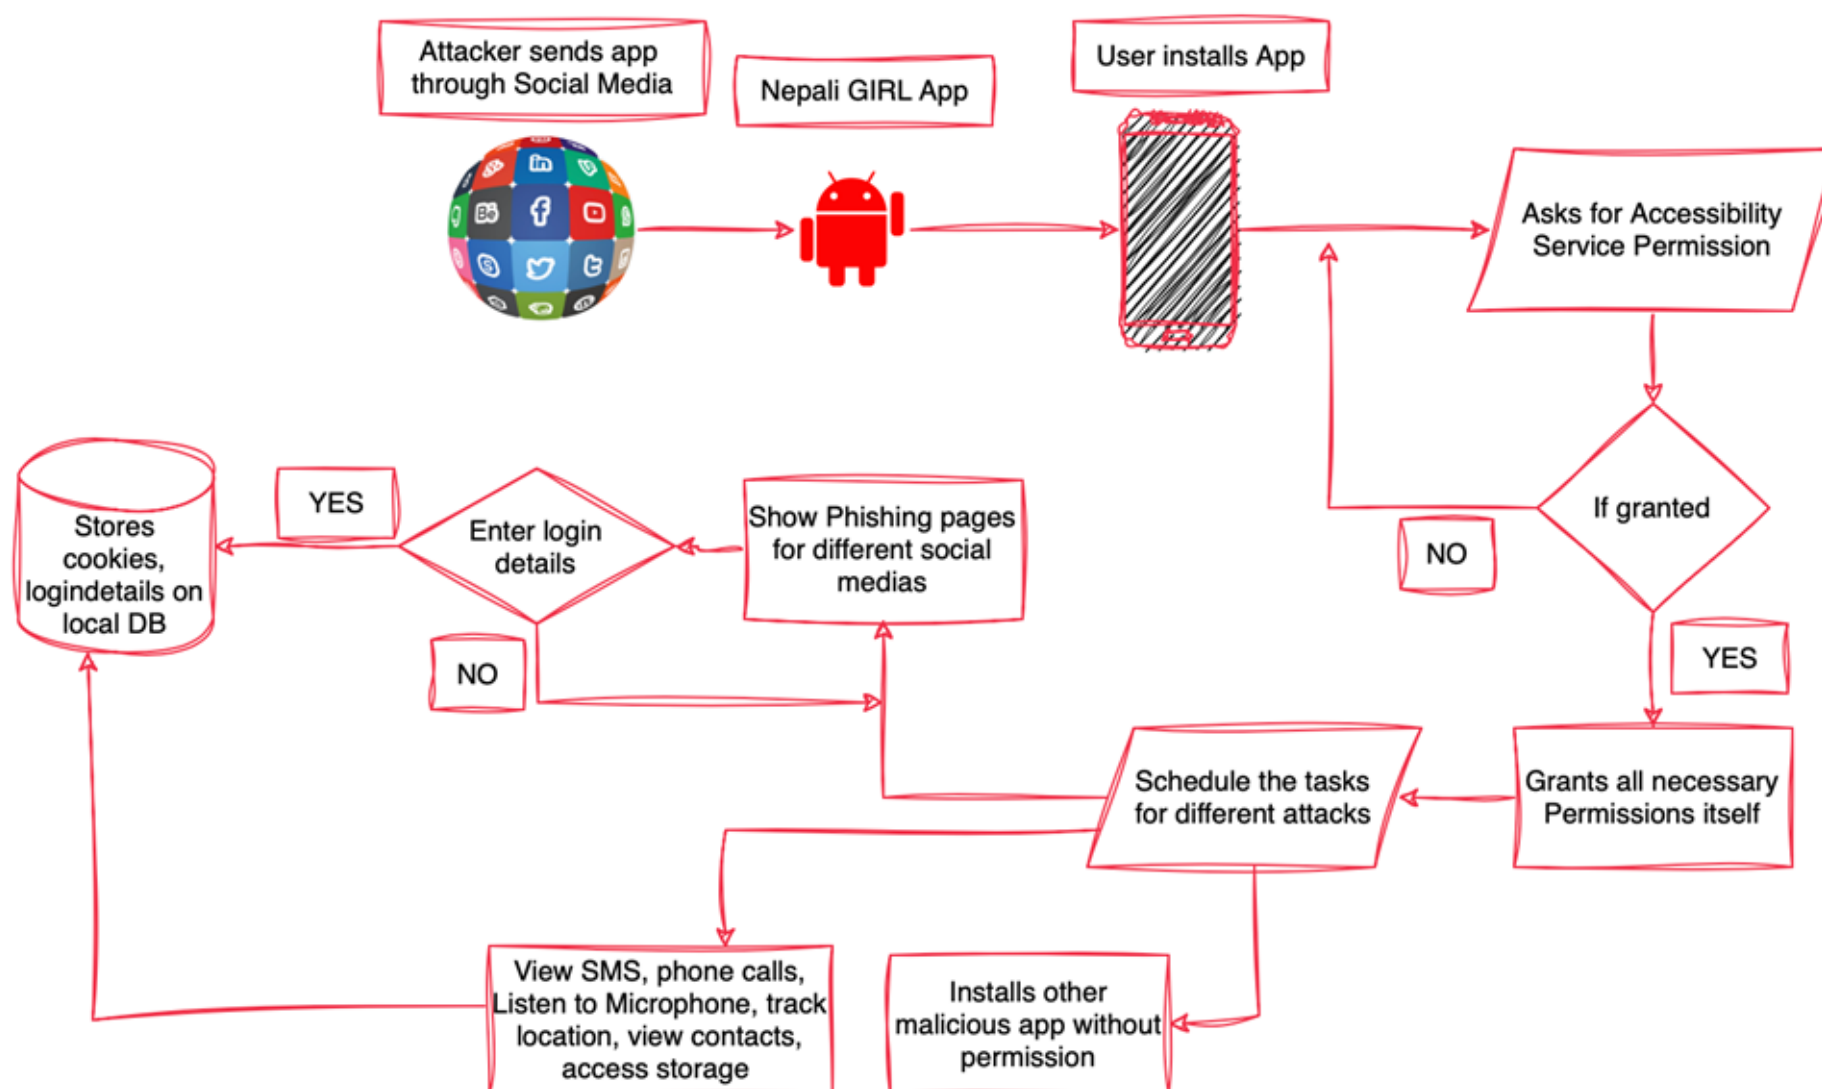 Attacker sends app
through Social Media
Nepali GIRL App
User installs App
Asks for Accessibility
Service Permission
If granted
NO
YES
Grants all necessary
Permissions itself
Schedule the tasks
for different attacks
Show Phishing pages
for different social
medias
Enter login
details
YES
NO
Stores
cookies,
logindetails on
local DB
View SMS, phone calls,
Listen to Microphone, track
location, view contacts,
access storage
Installs other
malicious app without
permission